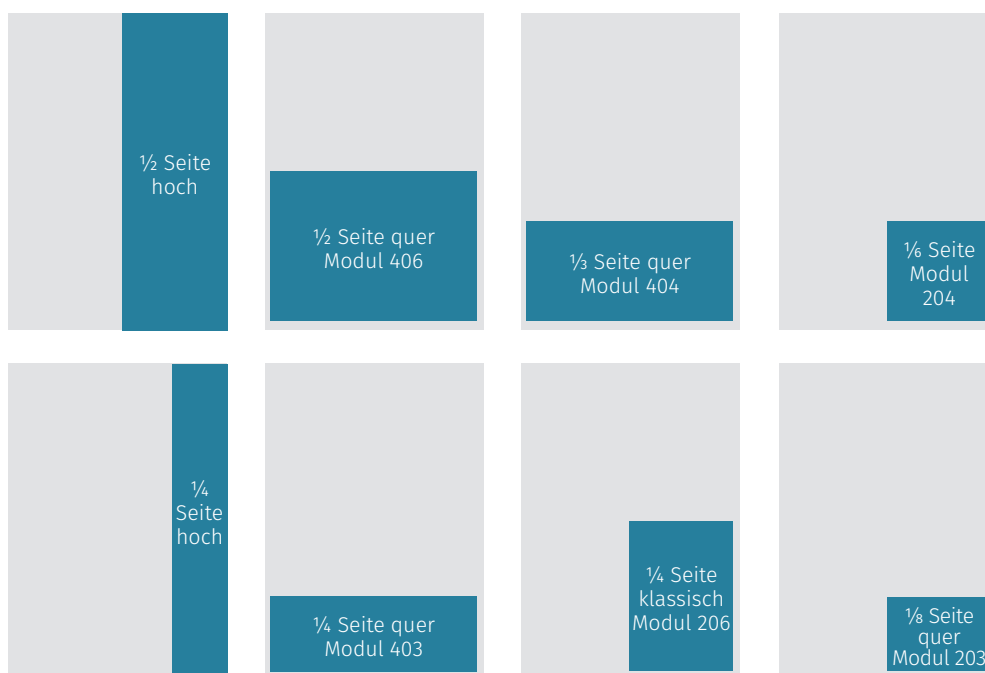 ½ Seite
hoch
½ Seite quer
Modul 406
⅓ Seite quer
Modul 404
⅙ Seite
Modul
204
¼
Seite
hoch
¼ Seite quer
Modul 403
¼ Seite
klassisch
Modul 206
⅛ Seite
quer
Modul 203